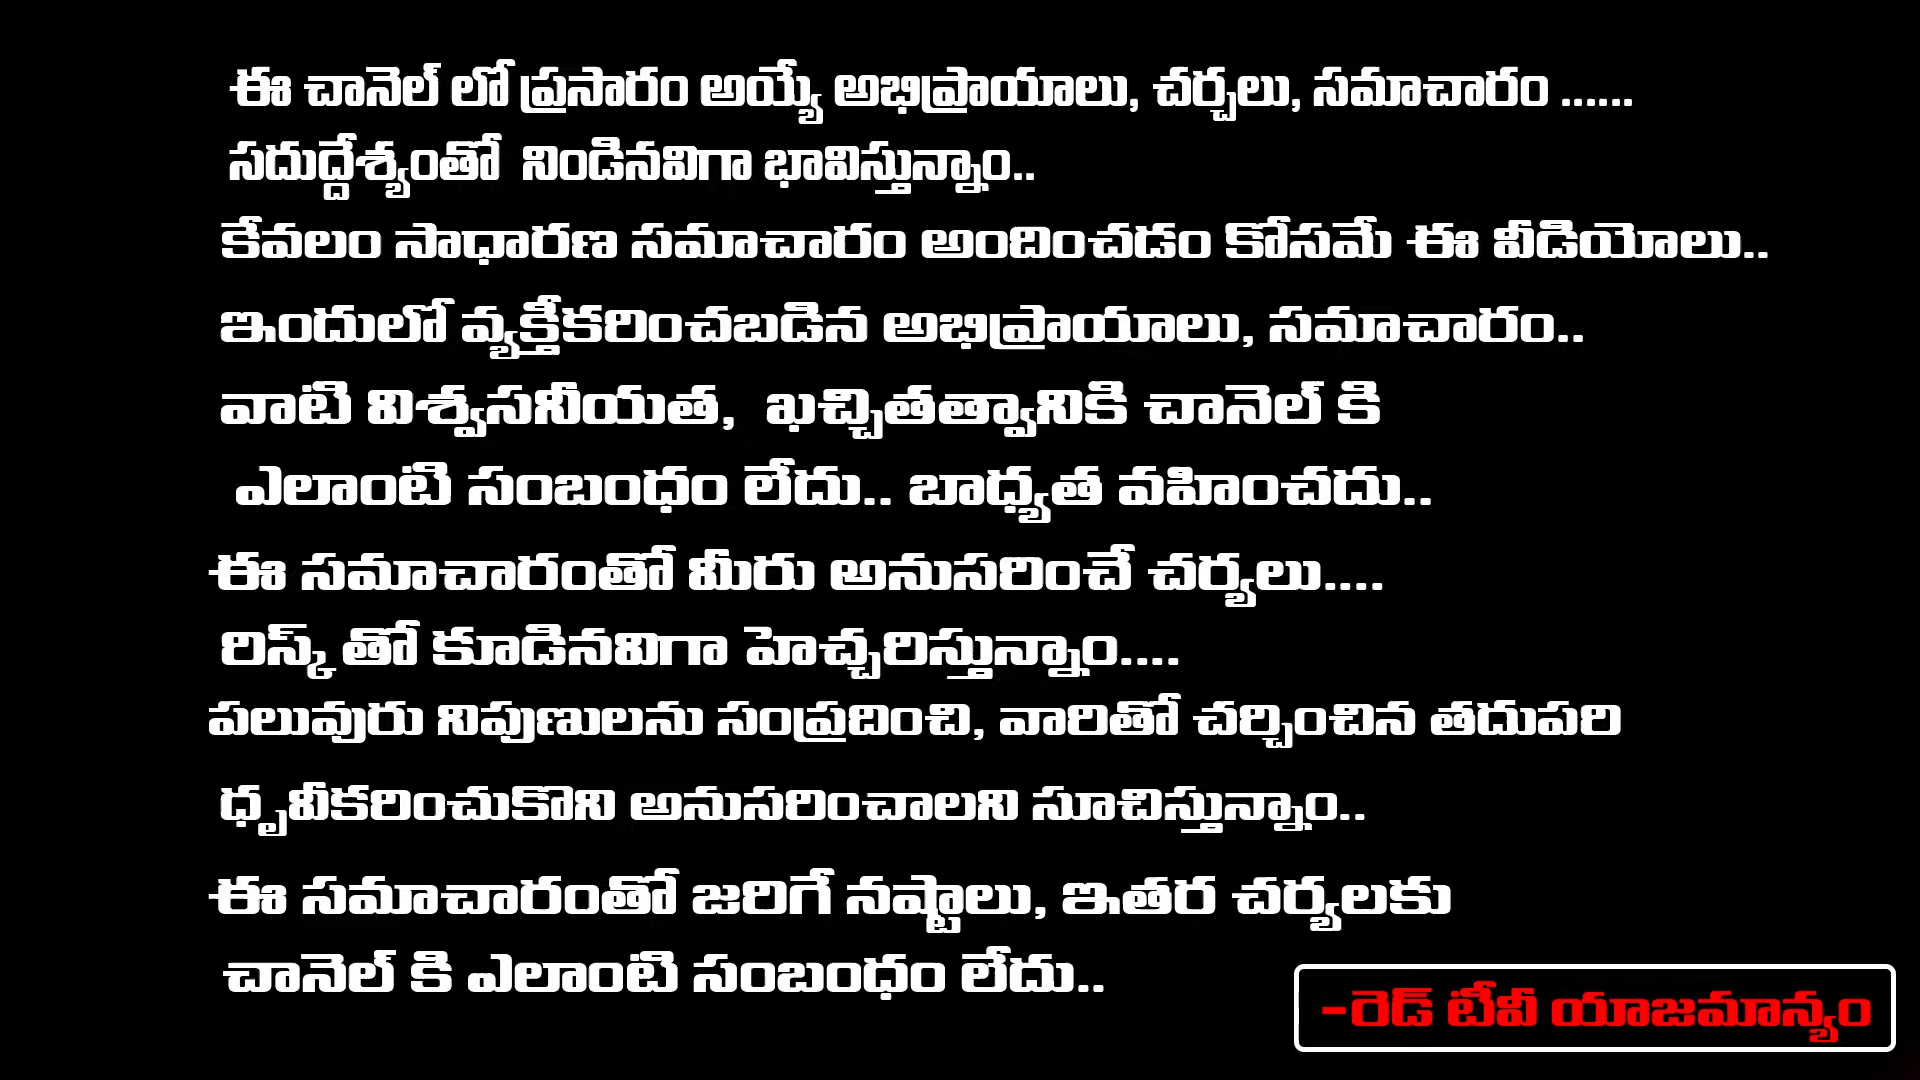 ఈ చానెల్ లో ప్రసారం అయ్యే అభిప్రాయాలు, చర్చలు, సమాచారం ......
సదుద్దేశ్యంతో నిండినవిగా భావిస్తున్నాం..
కేవలం సాధారణ సమాచారం అందించడం కోసమే ఈ వీడియోలు..
ఇందులో వ్యక్తీకరించబడిన అభిప్రాయాలు, సమాచారం..
వాటి విశ్వసనీయత, ఖచ్చితత్వానికి చానెల్ కి
ఎలాంటి సంబంధం లేదు.. బాధ్యత వహించదు..
ఈ సమాచారంతో మీరు అనుసరించే చర్యలు....
రిస్క్ తో కూడినవిగా హెచ్చరిస్తున్నాం....
పలువురు నిపుణులను సంప్రదించి, వారితో చర్చించిన తదుపరి
ధృవీకరించుకొని అనుసరించాలని సూచిస్తున్నాం..
ఈ సమాచారంతో జరిగే నష్టాలు, ఇతర చర్యలకు
చానెల్ కి ఎలాంటి సంబంధం లేదు..
-రెడ్ టీవీ యాజమాన్యం